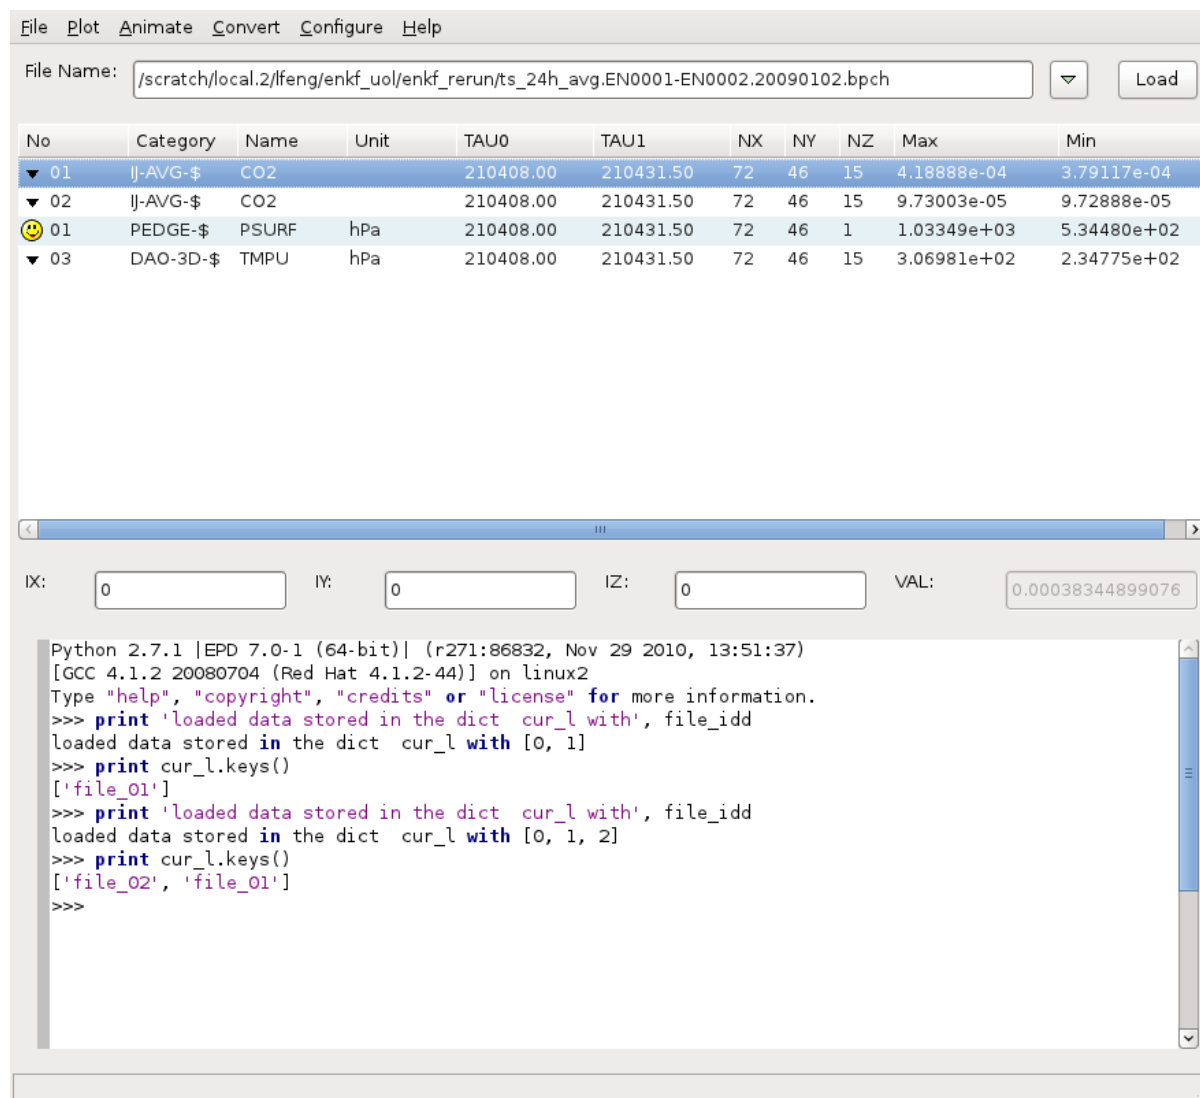 File Plot Animate Convert Configure Help
File Name: /scratch/local.2/lfeng/enkf_uol/enkf_rerun/ts_24h_avg.EN0001-EN0002.20090102.bpch Load
No Category Name Unit TAU0 TAU1 NX NY NZ Max Min
01 IJ-AVG-$ CO2 210408.00 210431.50 72 46 15 4.18888e-04 3.79117e-04
02 IJ-AVG-$ CO2 210408.00 210431.50 72 46 15 9.73003e-05 9.72888e-05
01 PEDGE-$ PSURF hPa 210408.00 210431.50 72 46 1 1.03349e+03 5.34480e+02
03 DAO-3D-$ TMPU hPa 210408.00 210431.50 72 46 15 3.06981e+02 2.34775e+02
IX: 0 IY: 0 IZ: 0 VAL: 0.00038344899076
Python 2.7.1 |EPD 7.0-1 (64-bit)| (r271:86832, Nov 29 2010, 13:51:37)
[GCC 4.1.2 20080704 (Red Hat 4.1.2-44)] on linux2
Type "help", "copyright", "credits" or "license" for more information.
>>> print 'loaded data stored in the dict  cur_l with', file_idd
loaded data stored in the dict  cur_l with [0, 1]
>>> print cur_l.keys()
['file_01']
>>> print 'loaded data stored in the dict  cur_l with', file_idd
loaded data stored in the dict  cur_l with [0, 1, 2]
>>> print cur_l.keys()
['file_02', 'file_01']
>>>